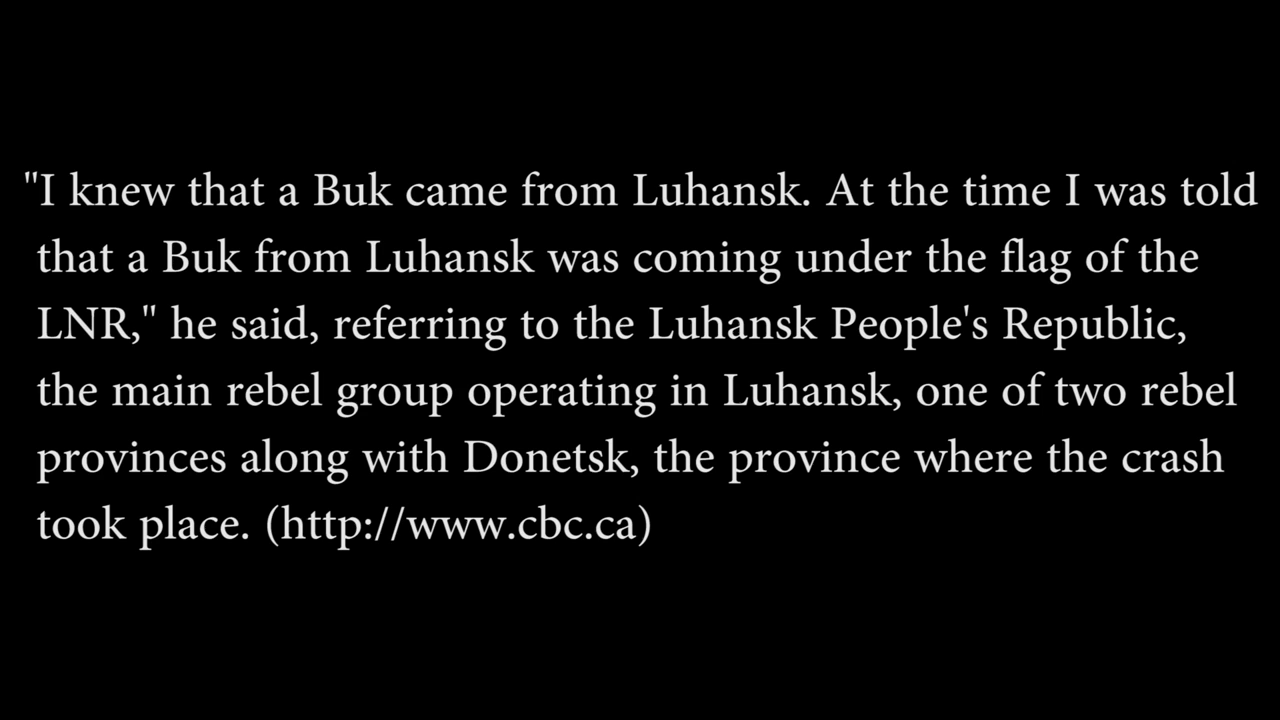 "I knew that a Buk came from Luhansk. At the time I was told
that a Buk from Luhansk was coming under the flag of the
LNR," he said, referring to the Luhansk People's Republic,
the main rebel group operating in Luhansk, one of two rebel
provinces along with Donetsk, the province where the crash
took place. (http://www.cbc.ca)